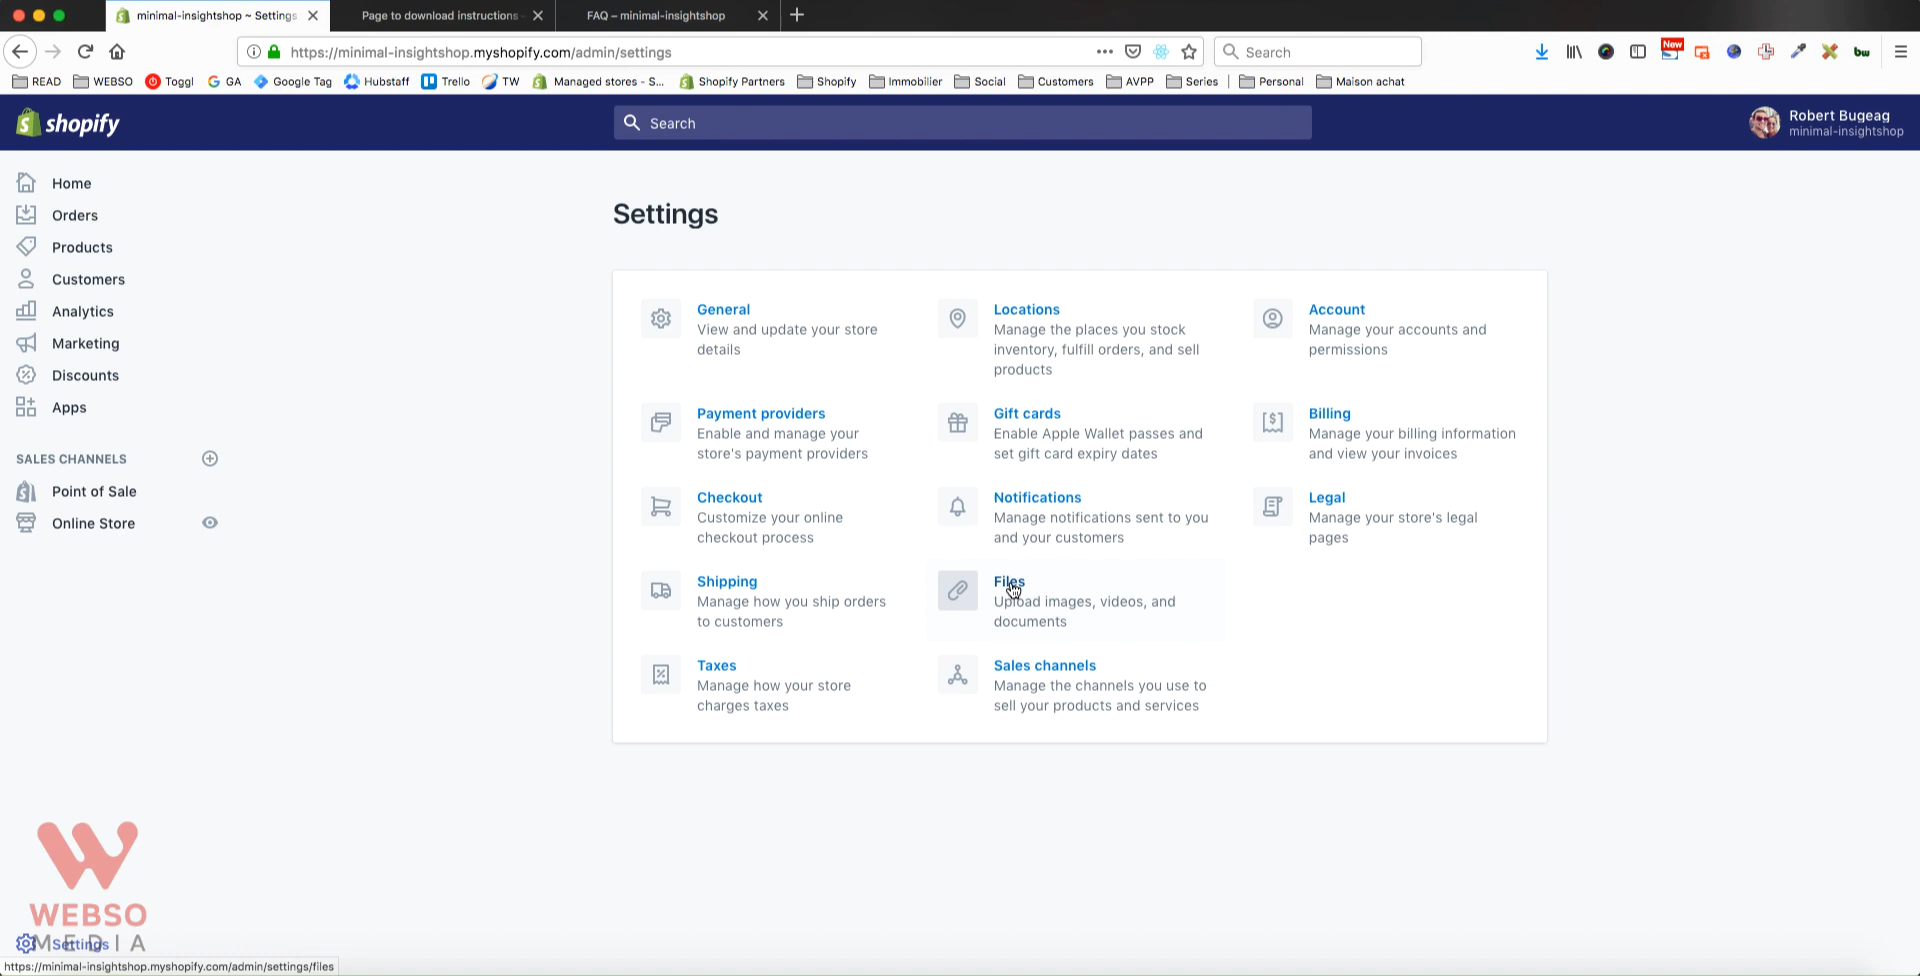 minimal-insightshop ~ Settings
Page to download instructions
FAQ – minimal-insightshop
https://minimal-insightshop.myshopify.com/admin/settings
Search
New
bw
READ
WEBSO
Toggl
GA
Google Tag
Hubstaff
Trello
TW
Managed stores - S...
Shopify Partners
Shopify
Immobilier
Social
Customers
AVPP
Series
Personal
Maison achat
shopify
Search
Robert Bugeag
minimal-insightshop
Home
Orders
Products
Customers
Analytics
Marketing
Discounts
Apps
SALES CHANNELS
Point of Sale
Online Store
Settings
General
View and update your store
details
Locations
Manage the places you stock
inventory, fulfill orders, and sell
products
Account
Manage your accounts and
permissions
Payment providers
Enable and manage your
store's payment providers
Gift cards
Enable Apple Wallet passes and
set gift card expiry dates
Billing
Manage your billing information
and view your invoices
Checkout
Customize your online
checkout process
Notifications
Manage notifications sent to you
and your customers
Legal
Manage your store's legal
pages
Shipping
Manage how you ship orders
to customers
Files
Upload images, videos, and
documents
Taxes
Manage how your store
charges taxes
Sales channels
Manage the channels you use to
sell your products and services
WEBSO
MEDIA
Settings
https://minimal-insightshop.myshopify.com/admin/settings/files